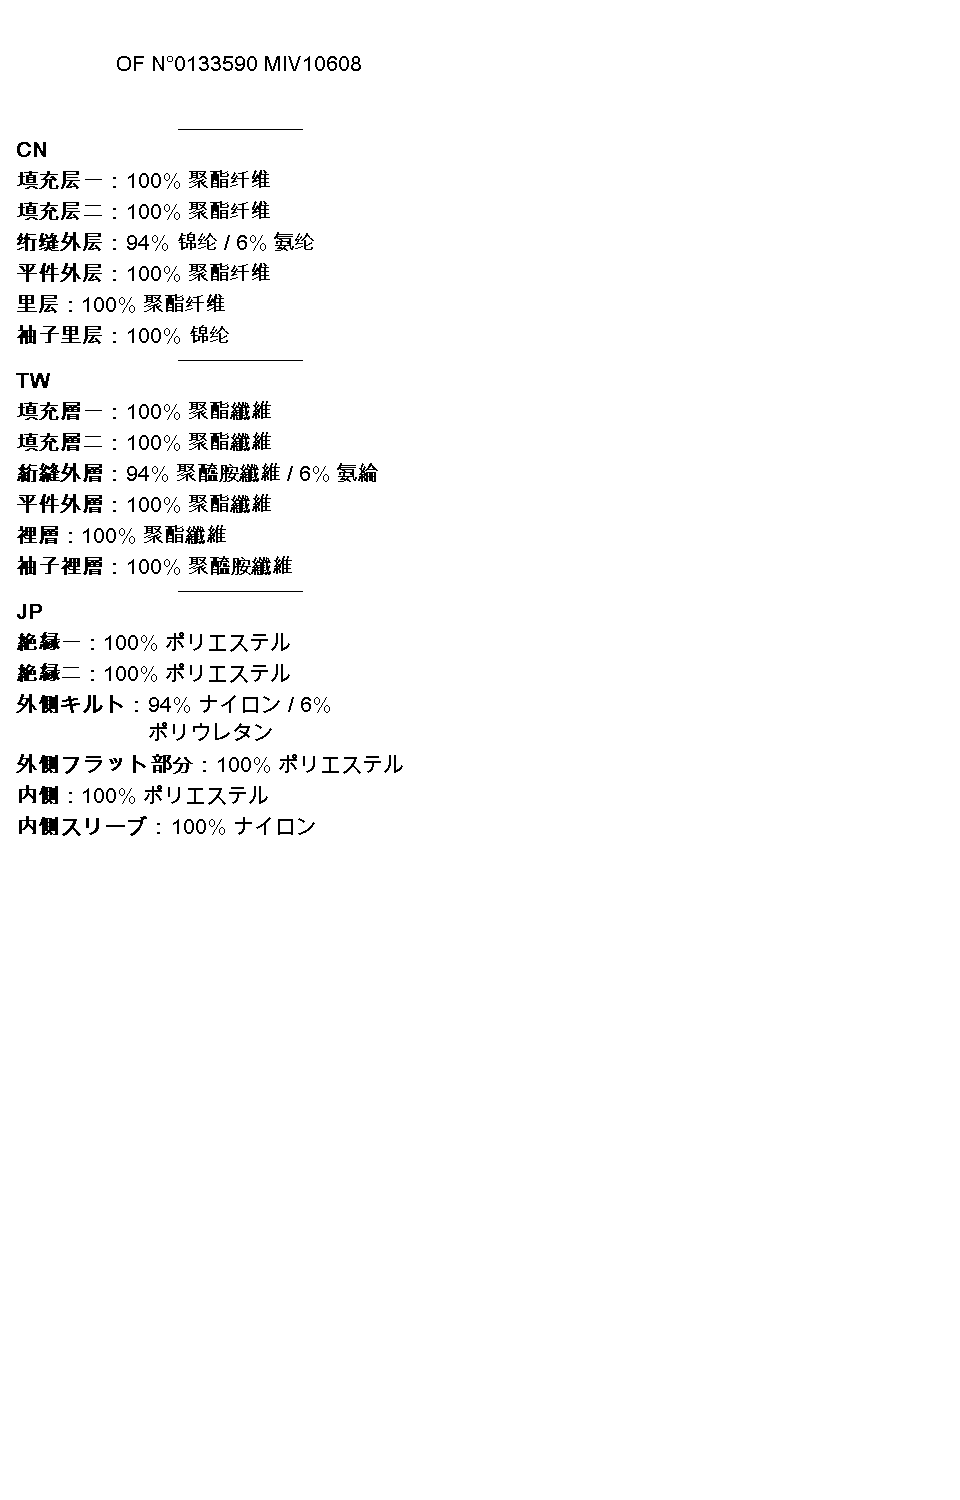 OF N°0133590 MIV10608
CN
填充层一 : 100% 聚酯纤维
填充层二 : 100% 聚酯纤维
绗缝外层 : 94% 锦纶 / 6% 氨纶
平件外层 : 100% 聚酯纤维
里层 : 100% 聚酯纤维
袖子里层 : 100% 锦纶
TW
填充層一 : 100% 聚酯纖維
填充層二 : 100% 聚酯纖維
絎縫外層 : 94% 聚醯胺纖維 / 6% 氨綸
平件外層 : 100% 聚酯纖維
裡層 : 100% 聚酯纖維
袖子裡層 : 100% 聚醯胺纖維
JP
絶縁一 : 100% ポリエステル
絶縁二 : 100% ポリエステル
外側キルト : 94% ナイロン / 6%
ポリウレタン
外側フラット部分 : 100% ポリエステル
内側 : 100% ポリエステル
内側スリーブ : 100% ナイロン